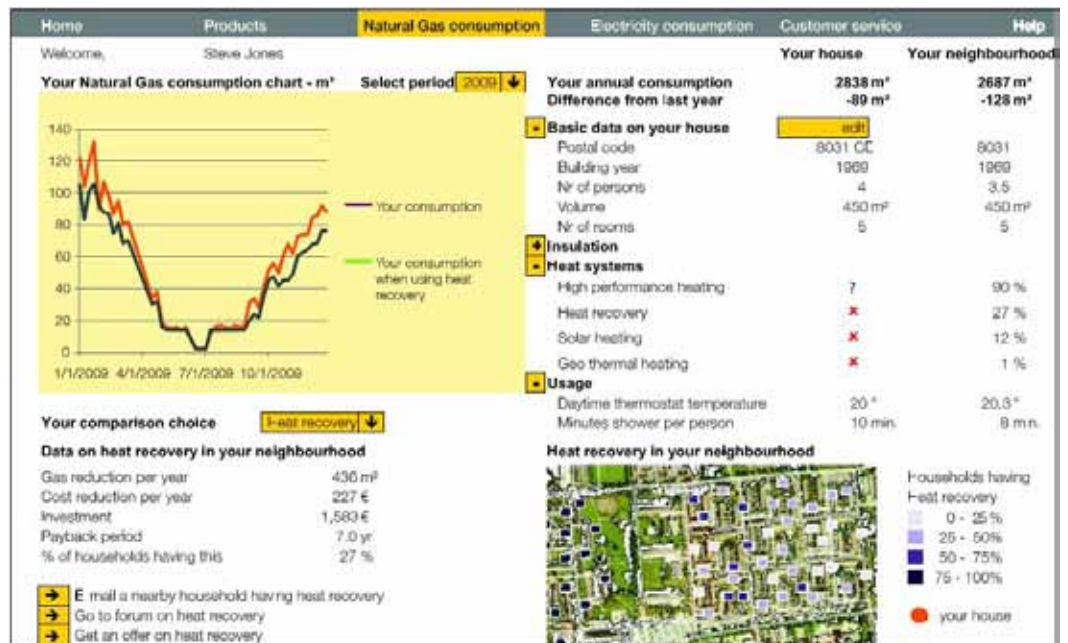 Home Products Natural Gas consumption Electricity consumption Customer service Help
Welcome, Steve Jones Your house Your neighbourhood
Your Natural Gas consumption chart - m³ Select period 2009
Your annual consumption 2838 m³ 2687 m³
Difference from last year -89 m³ -128 m³
140
120
100
80
60
40
20
0
1/1/2009 4/1/2009 7/1/2009 10/1/2009
Your consumption
Your consumption
when using heat
recovery
- Basic data on your house edit
Postal code 8031 CE 8031
Building year 1969 1969
Nr of persons 4 3.5
Volume 450 m³ 450 m³
Nr of rooms 5 5
+ Insulation
- Heat systems
High performance heating ? 90 %
Heat recovery x 27 %
Solar heating x 12 %
Geo thermal heating x 1 %
- Usage
Daytime thermostat temperature 20 ° 20,3 °
Minutes shower per person 10 min. 8 min.
Your comparison choice Heat recovery
Data on heat recovery in your neighbourhood
Gas reduction per year 436 m³
Cost reduction per year 227 €
Investment 1,583 €
Payback period 7.0 yr
% of households having this 27 %
E mail a nearby household having heat recovery
Go to forum on heat recovery
Get an offer on heat recovery
Heat recovery in your neighbourhood
Households having
Heat recovery
0 - 25%
25 - 50%
50 - 75%
75 - 100%
your house